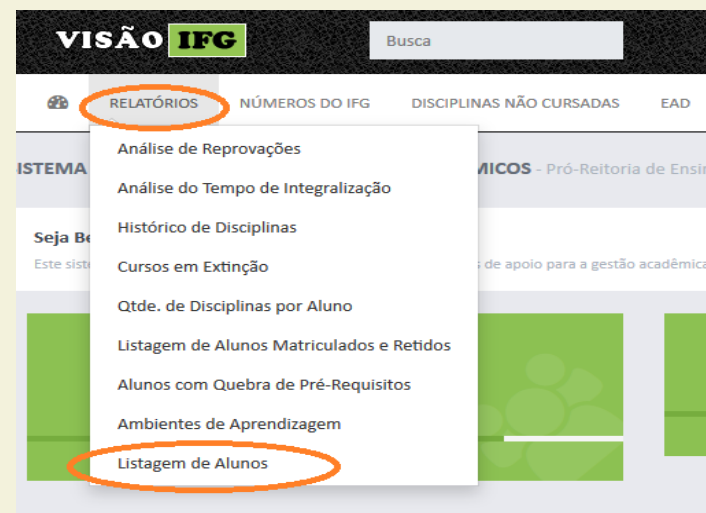 VISÃO IFG
Busca
RELATÓRIOS NÚMEROS DO IFG DISCIPLINAS NÃO CURSADAS EAD
Análise de Reprovações
ISTEMA MICOS - Pró-Reitoria de Ensi
Análise do Tempo de Integralização
Histórico de Disciplinas
Seja Be
Cursos em Extinção
Este siste s de apoio para a gestão acadêmica
Qtde. de Disciplinas por Aluno
Listagem de Alunos Matriculados e Retidos
Alunos com Quebra de Pré-Requisitos
Ambientes de Aprendizagem
Listagem de Alunos